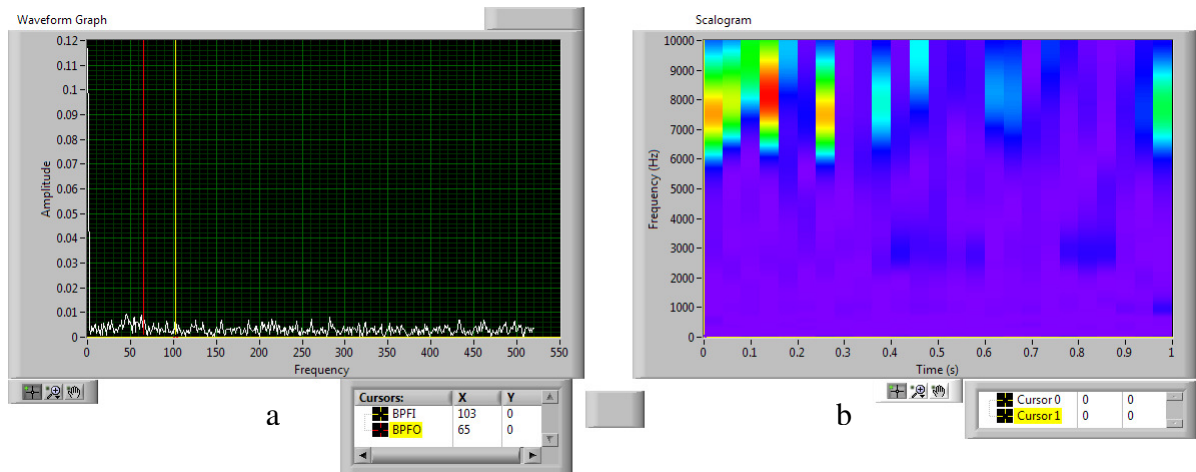 Waveform Graph
0.12
0.11
0.1
0.09
0.08
0.07
0.06
0.05
0.04
0.03
0.02
0.01
0
Amplitude
0 50 100 150 200 250 300 350 400 450 500 550
Frequency
Cursors: X Y
BPFI 103 0
BPFO 65 0
a
Scalogram
10000
9000
8000
7000
6000
5000
4000
3000
2000
1000
0
Frequency (Hz)
0 0.1 0.2 0.3 0.4 0.5 0.6 0.7 0.8 0.9 1
Time (s)
Cursor 0 0 0
Cursor 1 0 0
b